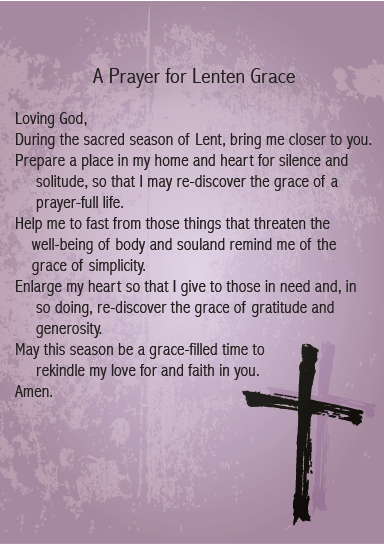 A Prayer for Lenten Grace
Loving God,
During the sacred season of Lent, bring me closer to you.
Prepare a place in my home and heart for silence and
solitude, so that I may re-discover the grace of a
prayer-full life.
Help me to fast from those things that threaten the
well-being of body and souland remind me of the
grace of simplicity.
Enlarge my heart so that I give to those in need and, in
so doing, re-discover the grace of gratitude and
generosity.
May this season be a grace-filled time to
rekindle my love for and faith in you.
Amen.